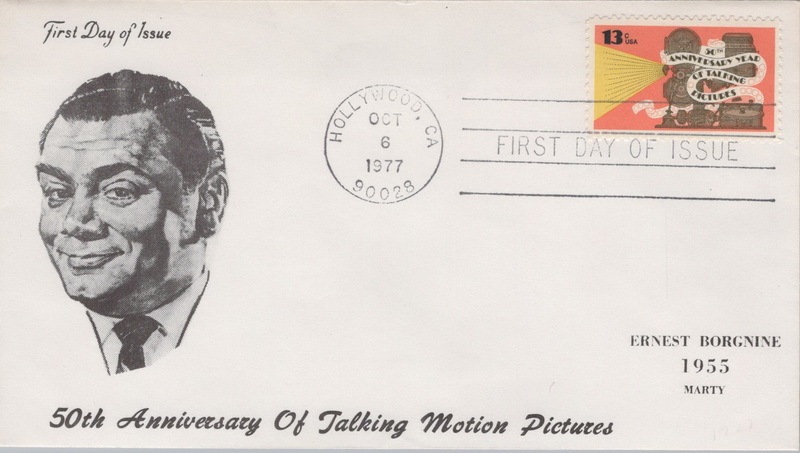 First Day of Issue
13c
USA
50TH
ANNIVERSARY YEAR
OF TALKING
PICTURES
HOLLYWOOD, CA
OCT
6
1977
90028
FIRST DAY OF ISSUE
ERNEST BORGNINE
1955
MARTY
50th Anniversary Of Talking Motion Pictures